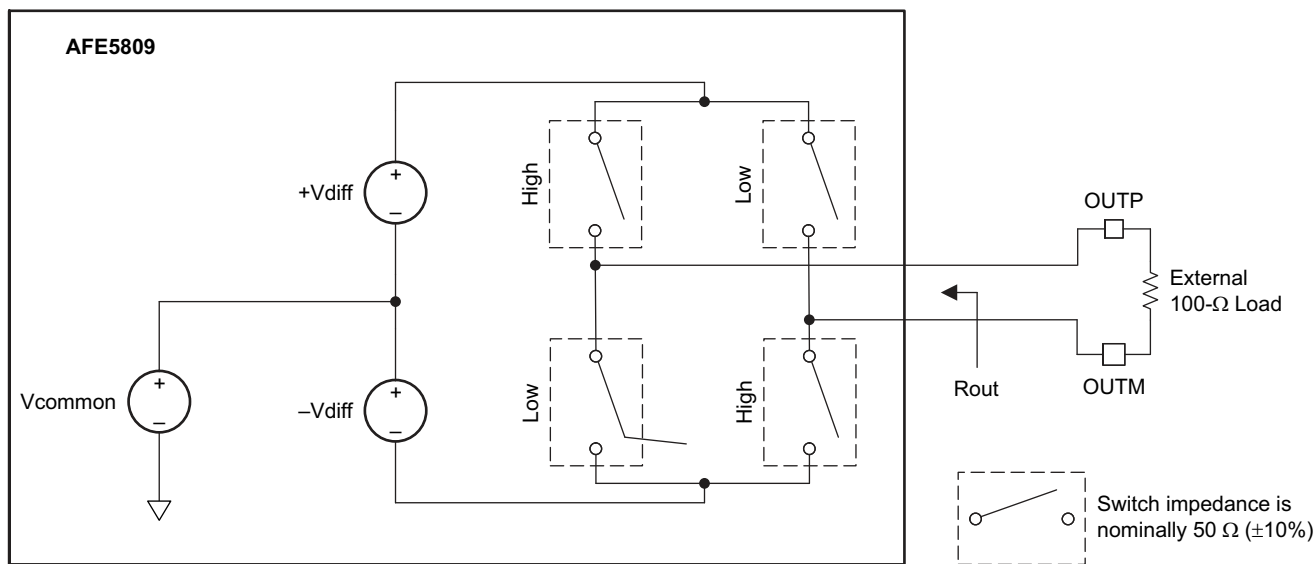 AFE5809
+Vdiff
High
Low
OUTP
External
100-Ω Load
Vcommon
–Vdiff
Low
High
Rout
OUTM
Switch impedance is
nominally 50 Ω (±10%)